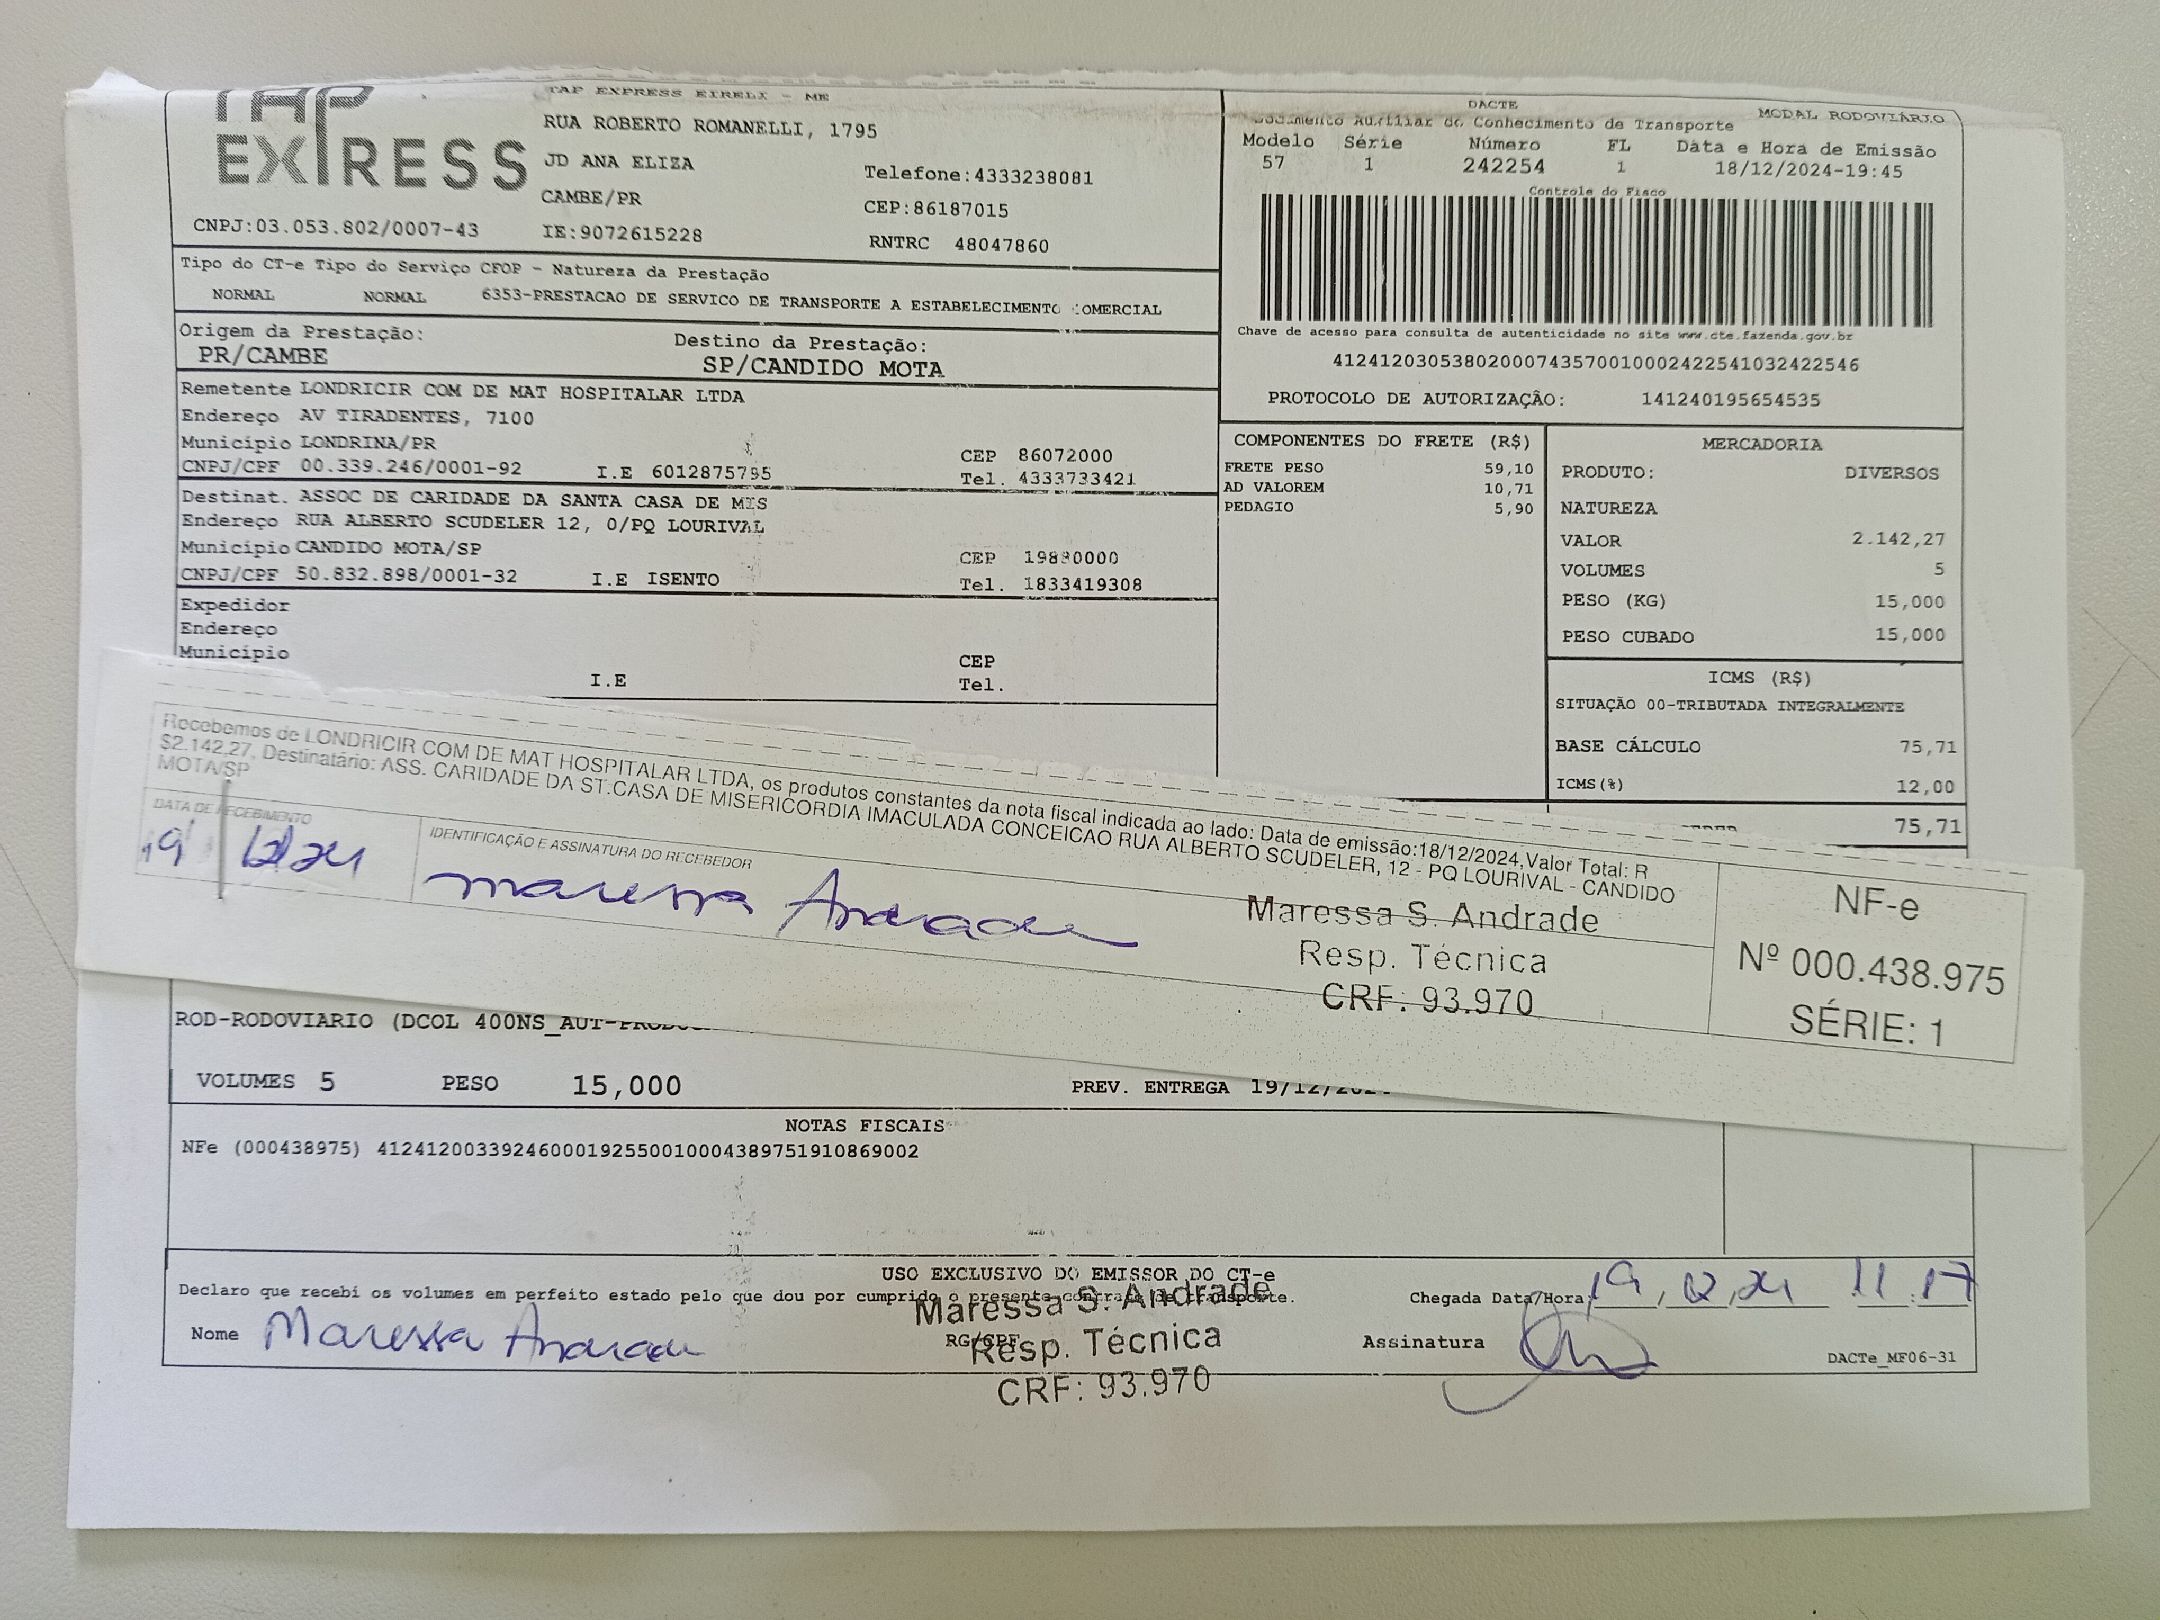 TAP EXPRESS
TAP EXPRESS EIRELI - ME
RUA ROBERTO ROMANELLI, 1795
JD ANA ELIZA
Telefone:4333238081
CAMBE/PR
CEP:86187015
CNPJ:03.053.802/0007-43
IE:9072615228
RNTRC 48047860
DACTE
MODAL RODOVIÁRIO
Documento Auxiliar do Conhecimento de Transporte
Modelo Série Número FL Data e Hora de Emissão
57 1 242254 1 18/12/2024-19:45
Controle do Fisco
Chave de acesso para consulta de autenticidade no site www.cte.fazenda.gov.br
41241203053802000743570010002422541032422546
PROTOCOLO DE AUTORIZAÇÃO: 141240195654535
Tipo do CT-e Tipo do Serviço CFOP - Natureza da Prestação
NORMAL NORMAL 6353-PRESTACAO DE SERVICO DE TRANSPORTE A ESTABELECIMENTO COMERCIAL
Origem da Prestação: Destino da Prestação:
PR/CAMBE SP/CANDIDO MOTA
Remetente LONDRICIR COM DE MAT HOSPITALAR LTDA
Endereço AV TIRADENTES, 7100
Município LONDRINA/PR CEP 86072000
CNPJ/CPF 00.339.246/0001-92 I.E 6012875795 Tel. 4333733421
Destinat. ASSOC DE CARIDADE DA SANTA CASA DE MIS
Endereço RUA ALBERTO SCUDELER 12, 0/PQ LOURIVAL
Município CANDIDO MOTA/SP CEP 19880000
CNPJ/CPF 50.832.898/0001-32 I.E ISENTO Tel. 1833419308
Expedidor
Endereço
Município CEP
I.E Tel.
COMPONENTES DO FRETE (R$)
FRETE PESO 59,10
AD VALOREM 10,71
PEDAGIO 5,90
MERCADORIA
PRODUTO: DIVERSOS
NATUREZA
VALOR 2.142,27
VOLUMES 5
PESO (KG) 15,000
PESO CUBADO 15,000
ICMS (R$)
SITUAÇÃO 00-TRIBUTADA INTEGRALMENTE
BASE CÁLCULO 75,71
ICMS(%) 12,00
75,71
Recebemos de LONDRICIR COM DE MAT HOSPITALAR LTDA, os produtos constantes da nota fiscal indicada ao lado: Data de emissão:18/12/2024,Valor Total: R
$2.142,27, Destinatário: ASS. CARIDADE DA ST.CASA DE MISERICORDIA IMACULADA CONCEICAO RUA ALBERTO SCUDELER, 12 - PQ LOURIVAL - CANDIDO
MOTA/SP
DATA DE RECEBIMENTO
19 12 24
IDENTIFICAÇÃO E ASSINATURA DO RECEBEDOR
Maressa Andrade
Maressa S. Andrade
Resp. Técnica
CRF: 93.970
NF-e
Nº 000.438.975
SÉRIE: 1
ROD-RODOVIARIO (DCOL 400NS_AUT-
VOLUMES 5 PESO 15,000 PREV. ENTREGA 19/12/2024
NOTAS FISCAIS
NFe (000438975) 41241200339246000192550010004389751910869002
USO EXCLUSIVO DO EMISSOR DO CT-e
Declaro que recebi os volumes em perfeito estado pelo que dou por cumprido o presente contrato de transporte.
Chegada Data/Hora 19,12,24 11:17
Nome Maressa Andrade
RG/CPF
Assinatura
Maressa S. Andrade
Resp. Técnica
CRF: 93.970
DACTe_MF06-31